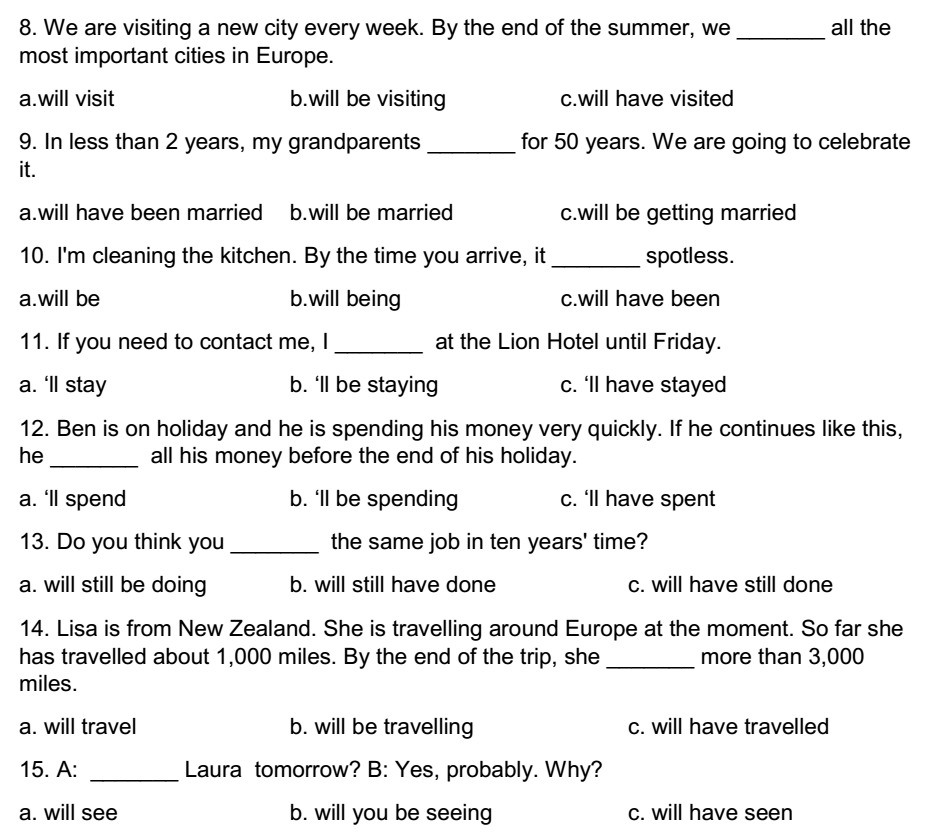 8. We are visiting a new city every week. By the end of the summer, we _______ all the
most important cities in Europe.
a.will visit b.will be visiting c.will have visited
9. In less than 2 years, my grandparents _______ for 50 years. We are going to celebrate
it.
a.will have been married b.will be married c.will be getting married
10. I'm cleaning the kitchen. By the time you arrive, it _______ spotless.
a.will be b.will being c.will have been
11. If you need to contact me, I _______ at the Lion Hotel until Friday.
a. ‘ll stay b. ‘ll be staying c. ‘ll have stayed
12. Ben is on holiday and he is spending his money very quickly. If he continues like this,
he _______ all his money before the end of his holiday.
a. ‘ll spend b. ‘ll be spending c. ‘ll have spent
13. Do you think you _______ the same job in ten years' time?
a. will still be doing b. will still have done c. will have still done
14. Lisa is from New Zealand. She is travelling around Europe at the moment. So far she
has travelled about 1,000 miles. By the end of the trip, she _______ more than 3,000
miles.
a. will travel b. will be travelling c. will have travelled
15. A: _______ Laura tomorrow? B: Yes, probably. Why?
a. will see b. will you be seeing c. will have seen